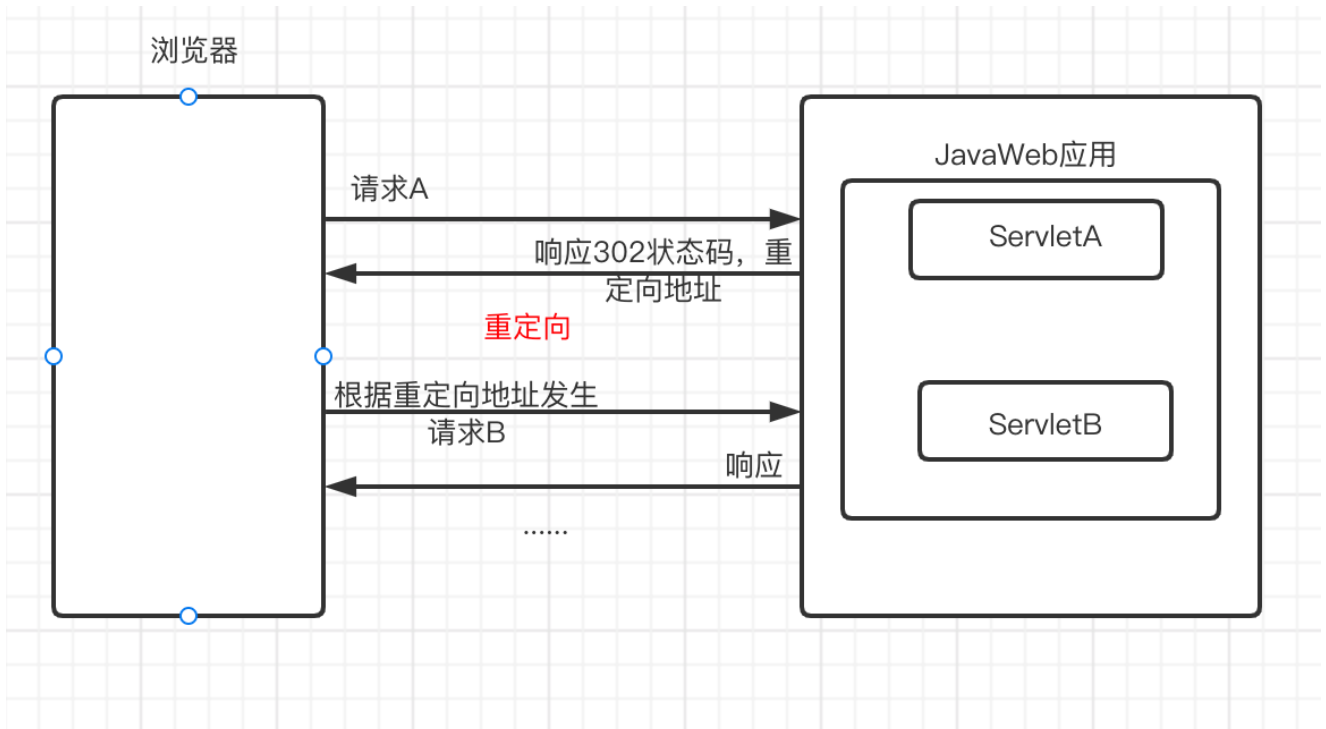 浏览器
JavaWeb应用
请求A
ServletA
响应302状态码，重
定向地址
重定向
根据重定向地址发生
请求B
ServletB
响应
......